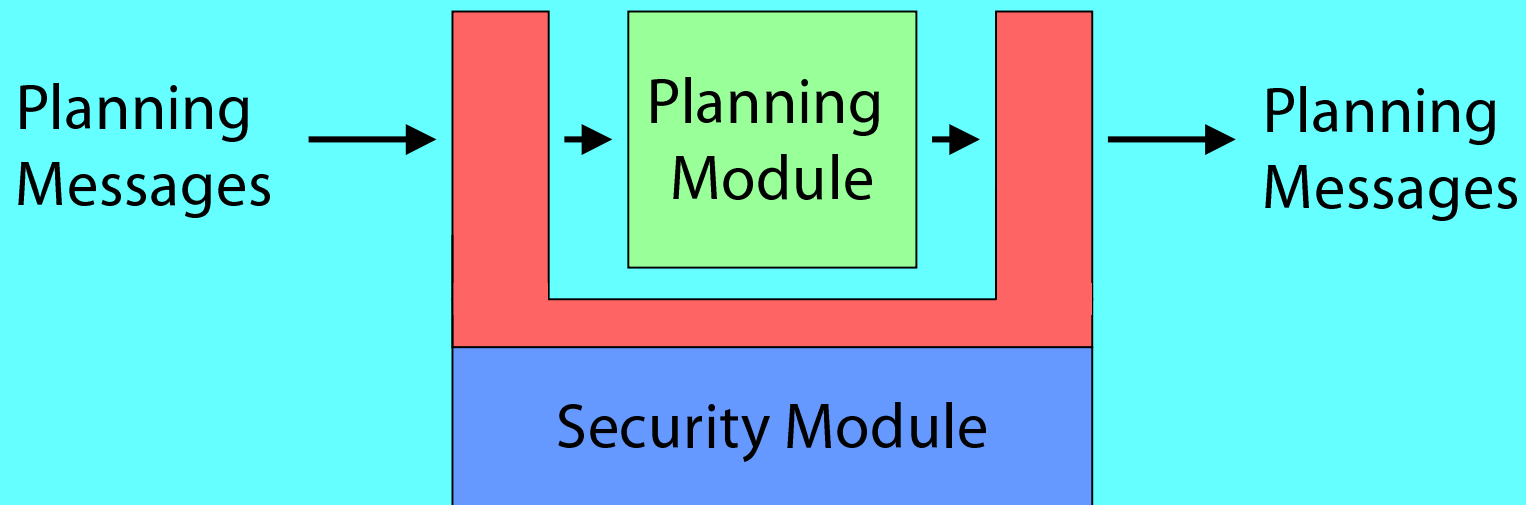 Planning
Messages
Planning
Module
Planning
Messages
Security Module